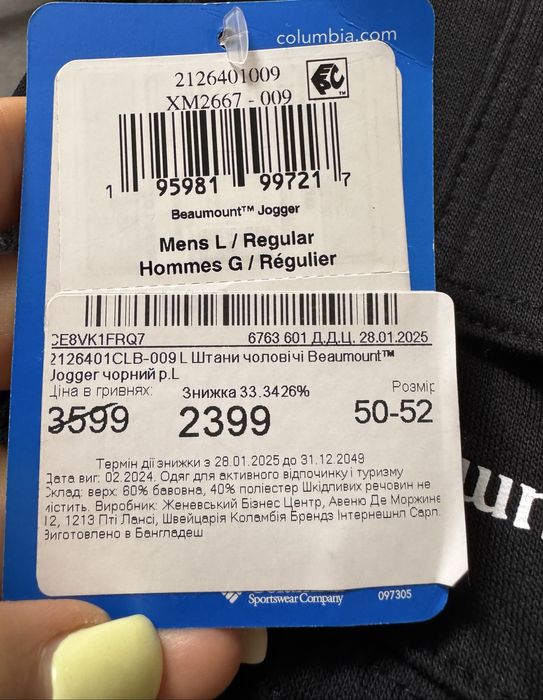 columbia.com
2126401009
XM2667 - 009
EPC™
1 95981 99721 7
Beaumount™ Jogger
Mens L / Regular
Hommes G / Régulier
CE8VK1FRQ7 6763 601 Д.Д.Ц. 28.01.2025
2126401CLB-009 L Штани чоловічі Beaumount™
Jogger чорний р.L
Ціна в гривнях: Знижка 33.3426% Розмір
3599 2399 50-52
Термін дії знижки з 28.01.2025 до 31.12.2049
Дата виг: 02.2024. Одяг для активного відпочинку і туризму
Склад: верх: 60% бавовна, 40% поліестер Шкідливих речовин не
містить. Виробник: Женевський Бізнес Центр, Авеню Де Моржинє
12, 1213 Пті Лансі, Швейцарія Коламбія Брендз Інтернешнл Сарл.
Виготовлено в Бангладеш
Sportswear Company
097305